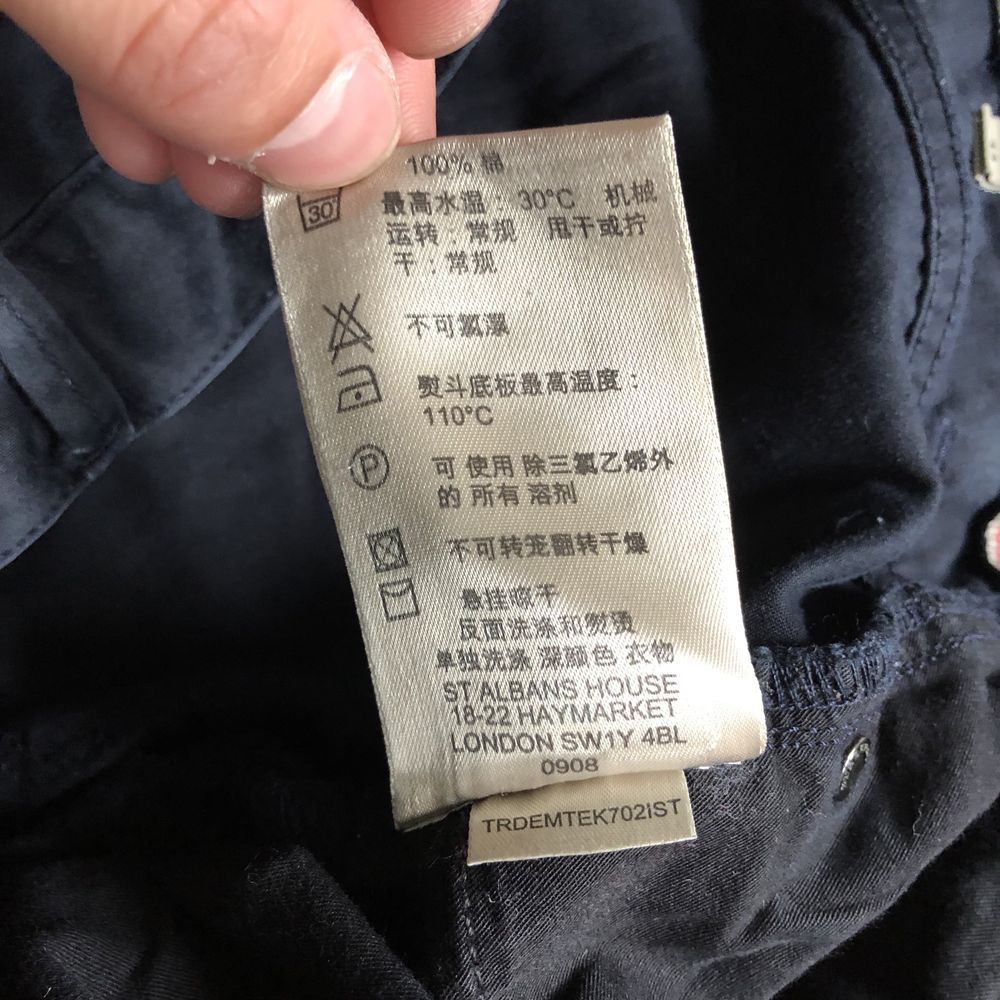 100% 棉
30
最高水温: 30°C 机械
运转:常规 甩干或拧
干:常规
不可氯漂
熨斗底板最高温度:
110°C
P
可 使用 除三氯乙烯外
的 所有 溶剂
不可转笼翻转干燥
悬挂晾干
反面洗涤和熨烫
单独洗涤 深颜色 衣物
ST ALBANS HOUSE
18-22 HAYMARKET
LONDON SW1Y 4BL
0908
TRDEMTEK702IST